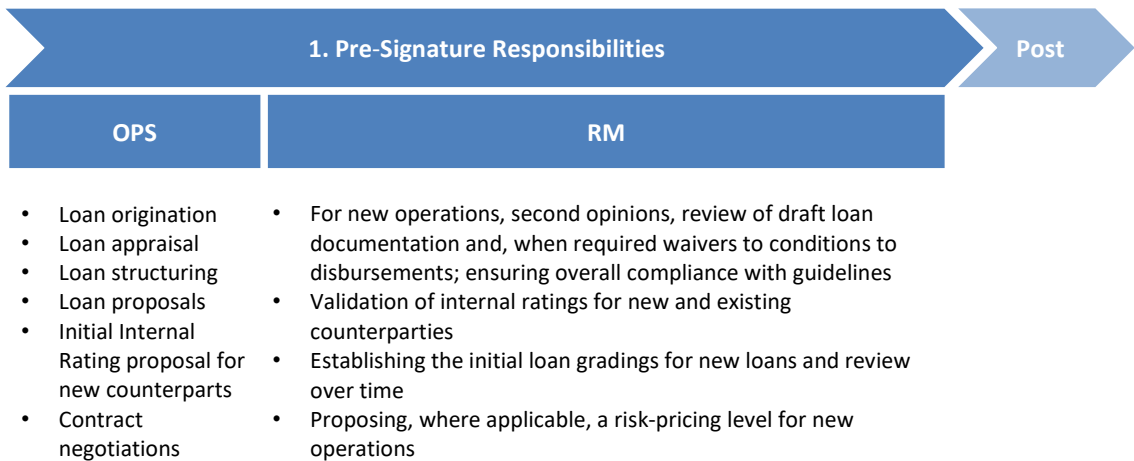 1. Pre-Signature Responsibilities
Post
OPS
RM
• Loan origination
• Loan appraisal
• Loan structuring
• Loan proposals
• Initial Internal
Rating proposal for
new counterparts
• Contract
negotiations
• For new operations, second opinions, review of draft loan
documentation and, when required waivers to conditions to
disbursements; ensuring overall compliance with guidelines
• Validation of internal ratings for new and existing
counterparties
• Establishing the initial loan gradings for new loans and review
over time
• Proposing, where applicable, a risk-pricing level for new
operations